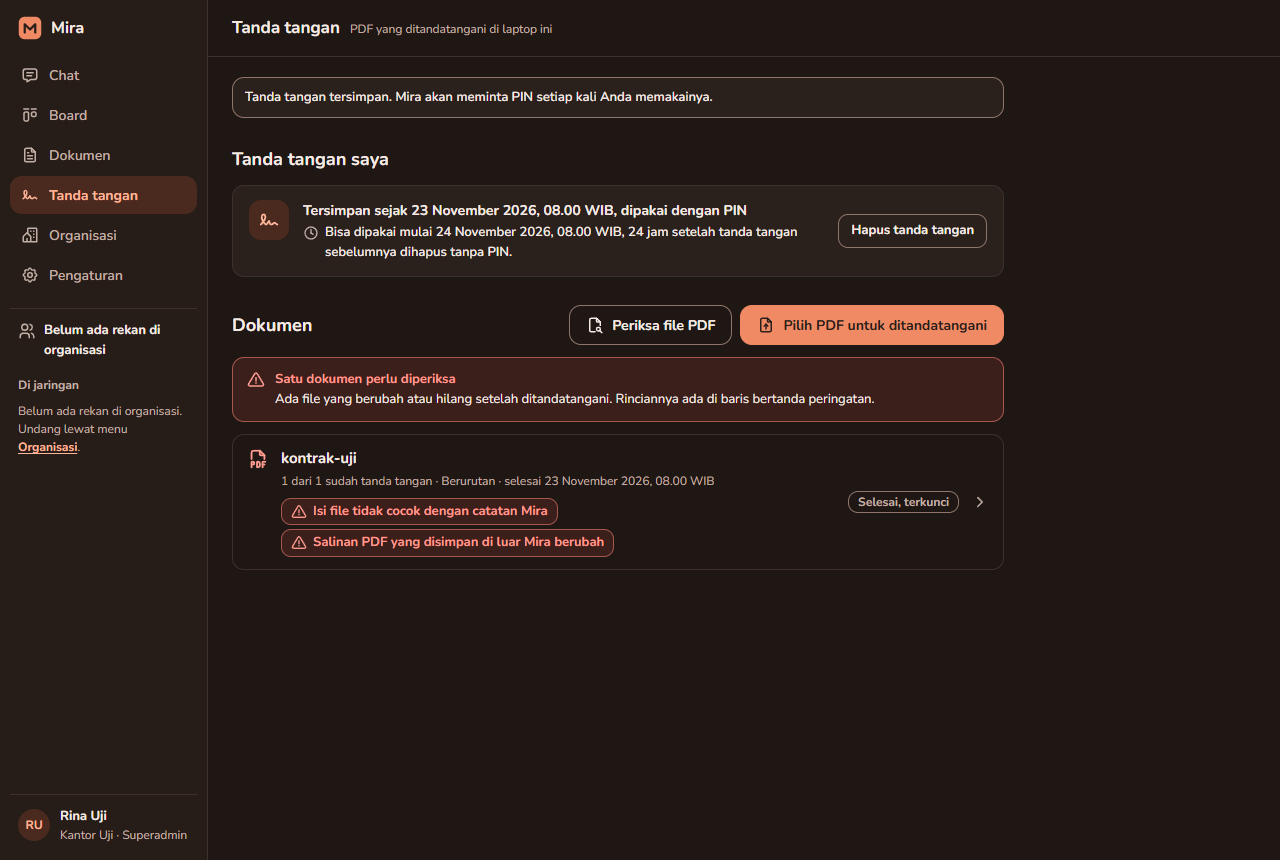 Mira
Chat
Board
Dokumen
Tanda tangan
Organisasi
Pengaturan
Belum ada rekan di
organisasi
Di jaringan
Belum ada rekan di organisasi.
Undang lewat menu
Organisasi.
RU
Rina Uji
Kantor Uji · Superadmin
Tanda tangan PDF yang ditandatangani di laptop ini
Tanda tangan tersimpan. Mira akan meminta PIN setiap kali Anda memakainya.
Tanda tangan saya
Tersimpan sejak 23 November 2026, 08.00 WIB, dipakai dengan PIN
Bisa dipakai mulai 24 November 2026, 08.00 WIB, 24 jam setelah tanda tangan
sebelumnya dihapus tanpa PIN.
Hapus tanda tangan
Dokumen
Periksa file PDF
Pilih PDF untuk ditandatangani
Satu dokumen perlu diperiksa
Ada file yang berubah atau hilang setelah ditandatangani. Rinciannya ada di baris bertanda peringatan.
PDF
kontrak-uji
1 dari 1 sudah tanda tangan · Berurutan · selesai 23 November 2026, 08.00 WIB
Isi file tidak cocok dengan catatan Mira
Salinan PDF yang disimpan di luar Mira berubah
Selesai, terkunci